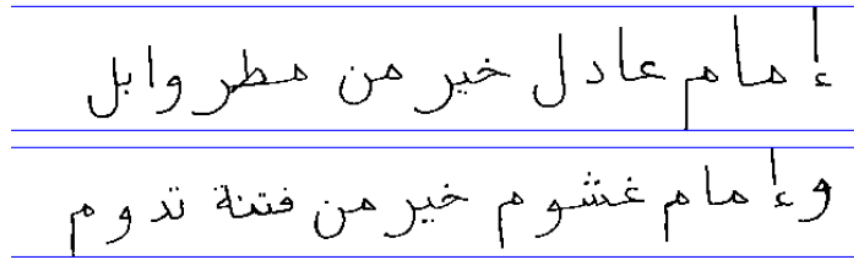 إمام عادل خير من مطر وابل
وإمام غشوم خير من فتنة تدوم